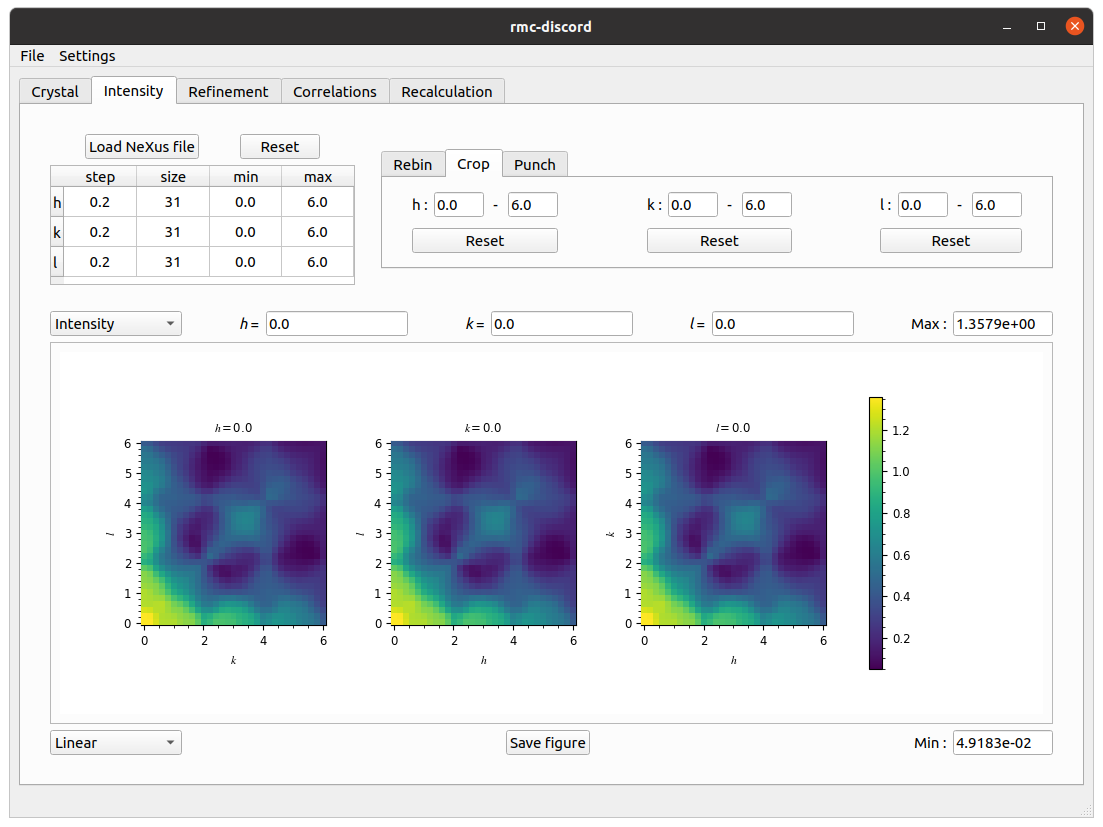 rmc-discord
File Settings
Crystal Intensity Refinement Correlations Recalculation
Load NeXus file Reset
step size min max
h 0.2 31 0.0 6.0
k 0.2 31 0.0 6.0
l 0.2 31 0.0 6.0
Rebin Crop Punch
h : 0.0 - 6.0 k : 0.0 - 6.0 l : 0.0 - 6.0
Reset Reset Reset
Intensity h = 0.0 k = 0.0 l = 0.0 Max : 1.3579e+00
h = 0.0
6
5
4
3
2
1
0
l
0 2 4 6
k
k = 0.0
6
5
4
3
2
1
0
l
0 2 4 6
h
l = 0.0
6
5
4
3
2
1
0
k
0 2 4 6
h
1.2
1.0
0.8
0.6
0.4
0.2
Linear Save figure Min : 4.9183e-02